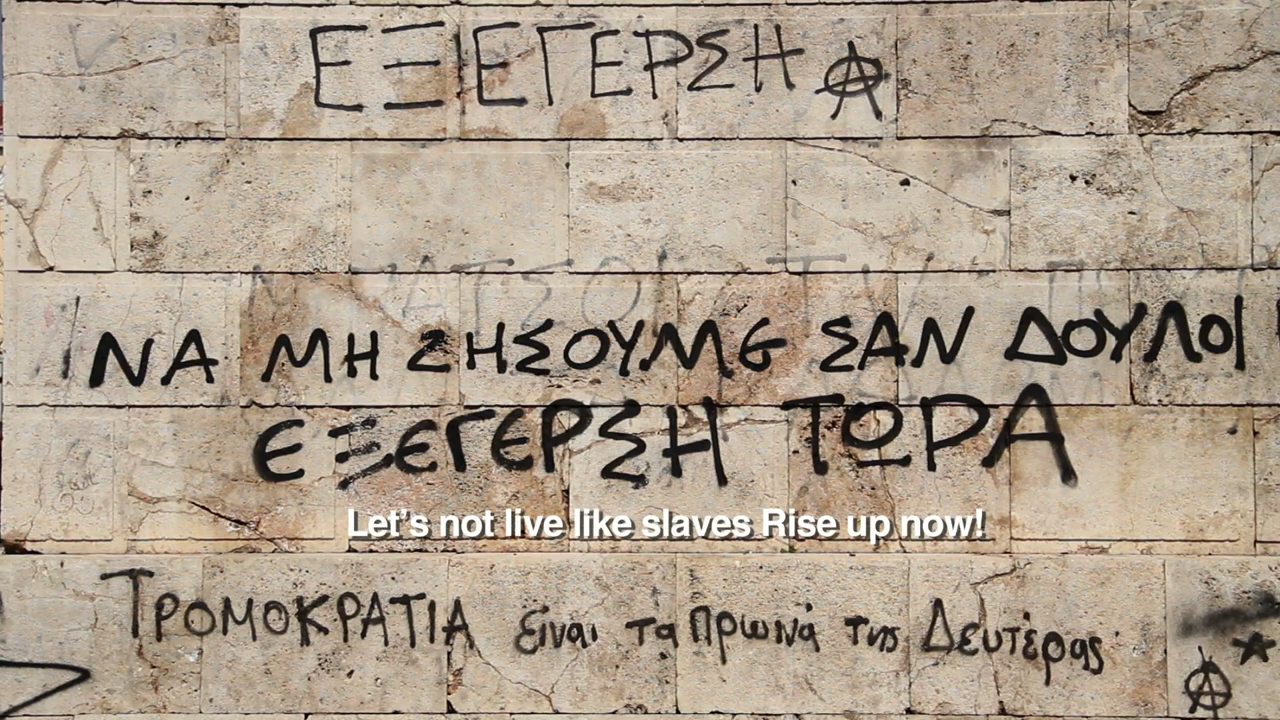 ΕΞΕΓΕΡΣΗ Ⓐ
ΝΑ ΜΗ ΖΗΣΟΥΜΕ ΣΑΝ ΔΟΥΛΟΙ
ΕΞΕΓΕΡΣΗ ΤΩΡΑ
Let's not live like slaves Rise up now!
ΤΡΟΜΟΚΡΑΤΙΑ είναι τα πρωινά της Δευτέρας
Ⓐ